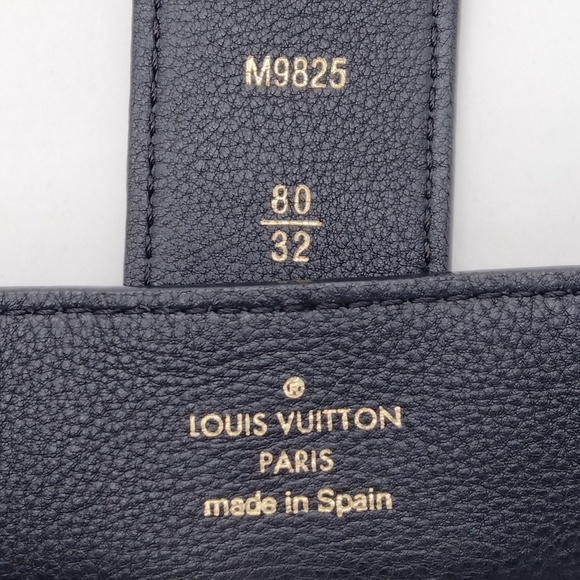 M9825
80
32
®
LOUIS VUITTON
PARIS
made in Spain